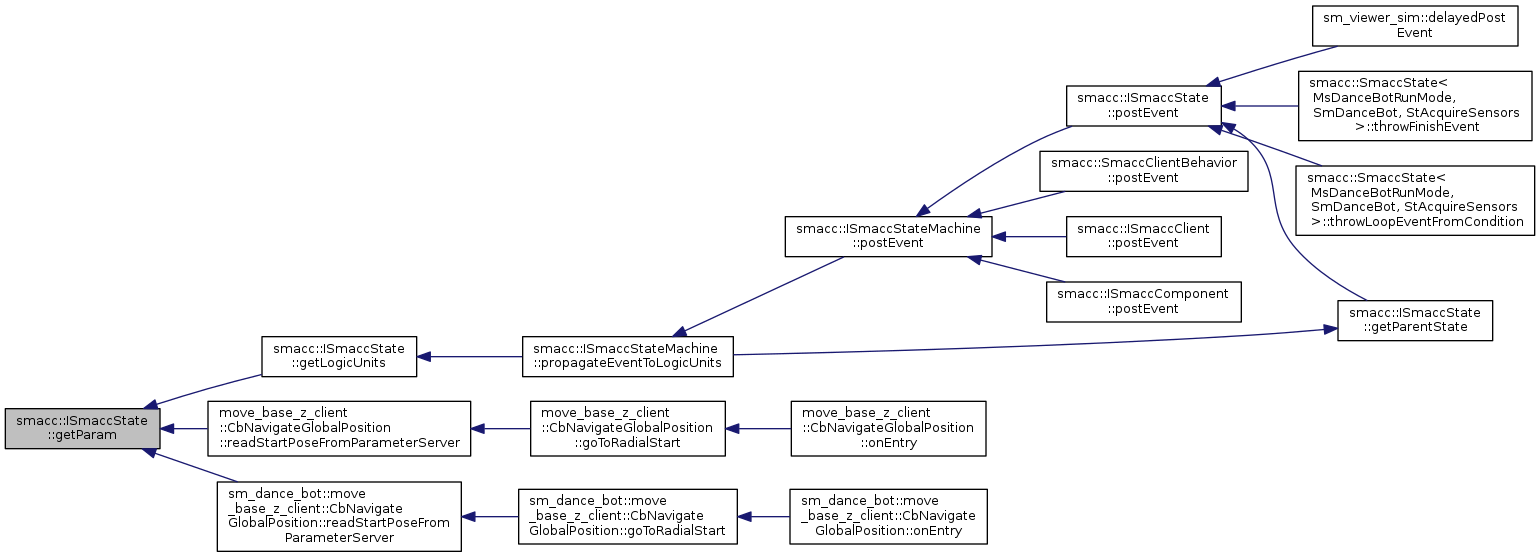 sm_viewer_sim::delayedPost
Event
smacc::SmaccState<
MsDanceBotRunMode,
SmDanceBot, StAcquireSensors
>::throwFinishEvent
smacc::ISmaccState
::postEvent
smacc::SmaccClientBehavior
::postEvent
smacc::SmaccState<
MsDanceBotRunMode,
SmDanceBot, StAcquireSensors
>::throwLoopEventFromCondition
smacc::ISmaccStateMachine
::postEvent
smacc::ISmaccClient
::postEvent
smacc::ISmaccComponent
::postEvent
smacc::ISmaccState
::getParentState
smacc::ISmaccState
::getLogicUnits
smacc::ISmaccStateMachine
::propagateEventToLogicUnits
smacc::ISmaccState
::getParam
move_base_z_client
::CbNavigateGlobalPosition
::readStartPoseFromParameterServer
move_base_z_client
::CbNavigateGlobalPosition
::goToRadialStart
move_base_z_client
::CbNavigateGlobalPosition
::onEntry
sm_dance_bot::move
_base_z_client::CbNavigate
GlobalPosition::readStartPoseFrom
ParameterServer
sm_dance_bot::move
_base_z_client::CbNavigate
GlobalPosition::goToRadialStart
sm_dance_bot::move
_base_z_client::CbNavigate
GlobalPosition::onEntry